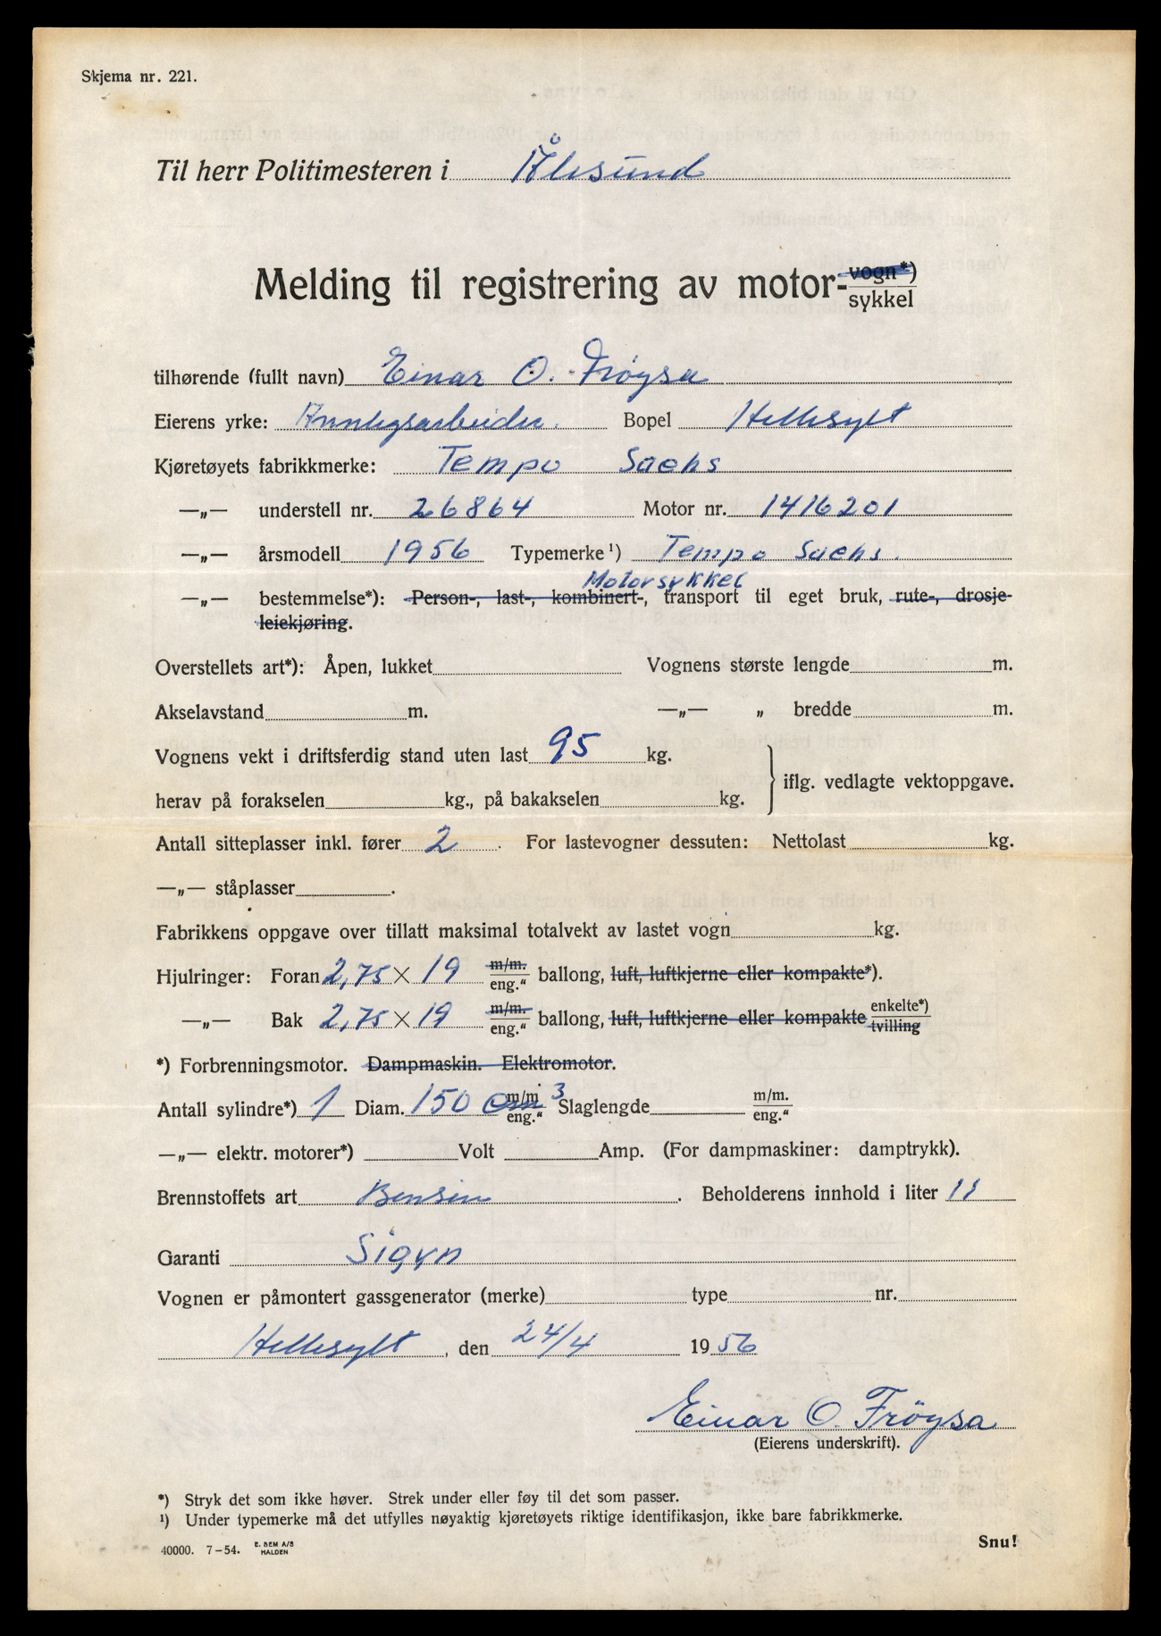 Skjema nr. 221.
Til herr Politimesteren i Ålesund
Melding til registrering av motor- vogn*) sykkel
tilhørende (fullt navn) Einar O. Frøysa
Eierens yrke: Annlegsarbeider. Bopel Hellesylt
Kjøretøyets fabrikkmerke: Tempo Sachs
—„— understell nr. 26864 Motor nr. 1416201
—„— årsmodell 1956 Typemerke ¹) Tempo Sachs.
Motorsykkel
—„— bestemmelse*): Person-, last-, kombinert-, transport til eget bruk, rute-, drosje-
leiekjøring.
Overstellets art*): Åpen, lukket Vognens største lengde m.
Akselavstand m. —„— „ bredde m.
Vognens vekt i driftsferdig stand uten last 95 kg.
iflg. vedlagte vektoppgave.
herav på forakselen kg., på bakakselen kg.
Antall sitteplasser inkl. fører 2. For lastevogner dessuten: Nettolast kg.
—„— ståplasser .
Fabrikkens oppgave over tillatt maksimal totalvekt av lastet vogn kg.
Hjulringer: Foran 2,75 × 19 m/m. eng." ballong, luft, luftkjerne eller kompakte*).
—„— Bak 2,75 × 19 m/m. eng." ballong, luft, luftkjerne eller kompakte enkelte*) tvilling
*) Forbrenningsmotor. Dampmaskin. Elektromotor.
Antall sylindre*) 1 Diam. 150 cm3 m/m eng." Slaglengde m/m. eng."
—„— elektr. motorer*) Volt Amp. (For dampmaskiner: damptrykk).
Brennstoffets art Bensin . Beholderens innhold i liter 11
Garanti Sigyn
Vognen er påmontert gassgenerator (merke) type nr.
Hellesylt, den 24/4 1956
Einar O. Fröysa
(Eierens underskrift).
*) Stryk det som ikke høver. Strek under eller føy til det som passer.
¹) Under typemerke må det utfylles nøyaktig kjøretøyets riktige identifikasjon, ikke bare fabrikkmerke.
Snu!
40000. 7–54. E. SEM A/S HALDEN